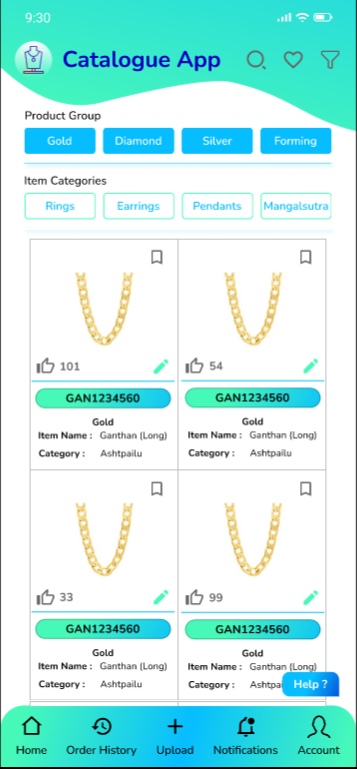 9:30
Catalogue App
Product Group
Gold Diamond Silver Forming
Item Categories
Rings Earrings Pendants Mangalsutra
101 54
GAN1234560 GAN1234560
Gold Gold
Item Name : Ganthan (Long) Item Name : Ganthan (Long)
Category : Ashtpailu Category : Ashtpailu
33 99
GAN1234560 GAN1234560
Gold Gold
Item Name : Ganthan (Long) Item Name : Ganthan (Long)
Category : Ashtpailu Category : Ashtpa
Help ?
Home Order History Upload Notifications Account